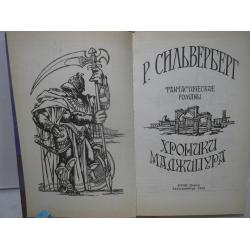 Р. СИЛЬВЕРБЕРГ
ФАНТАСТИЧЕСКИЕ
РОМАНЫ
ХРОНИКИ
МАДЖИПУРА